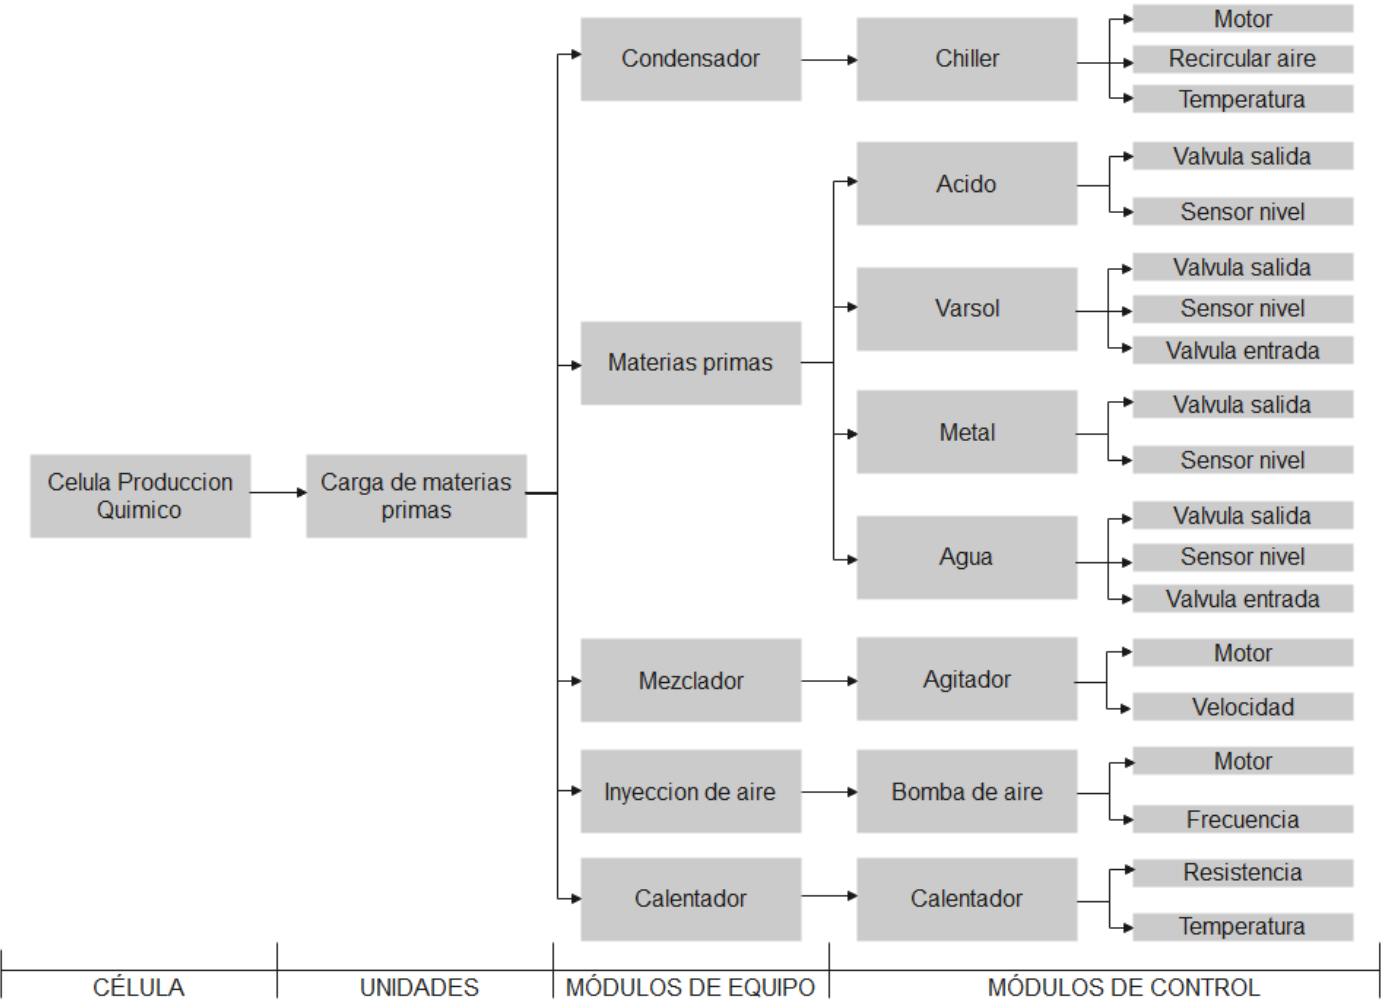 Condensador
Chiller
Motor
Recircular aire
Temperatura
Acido
Valvula salida
Sensor nivel
Materias primas
Varsol
Valvula salida
Sensor nivel
Valvula entrada
Metal
Valvula salida
Sensor nivel
Celula Produccion
Quimico
Carga de materias
primas
Agua
Valvula salida
Sensor nivel
Valvula entrada
Mezclador
Agitador
Motor
Velocidad
Inyeccion de aire
Bomba de aire
Motor
Frecuencia
Calentador
Calentador
Resistencia
Temperatura
CÉLULA
UNIDADES
MÓDULOS DE EQUIPO
MÓDULOS DE CONTROL